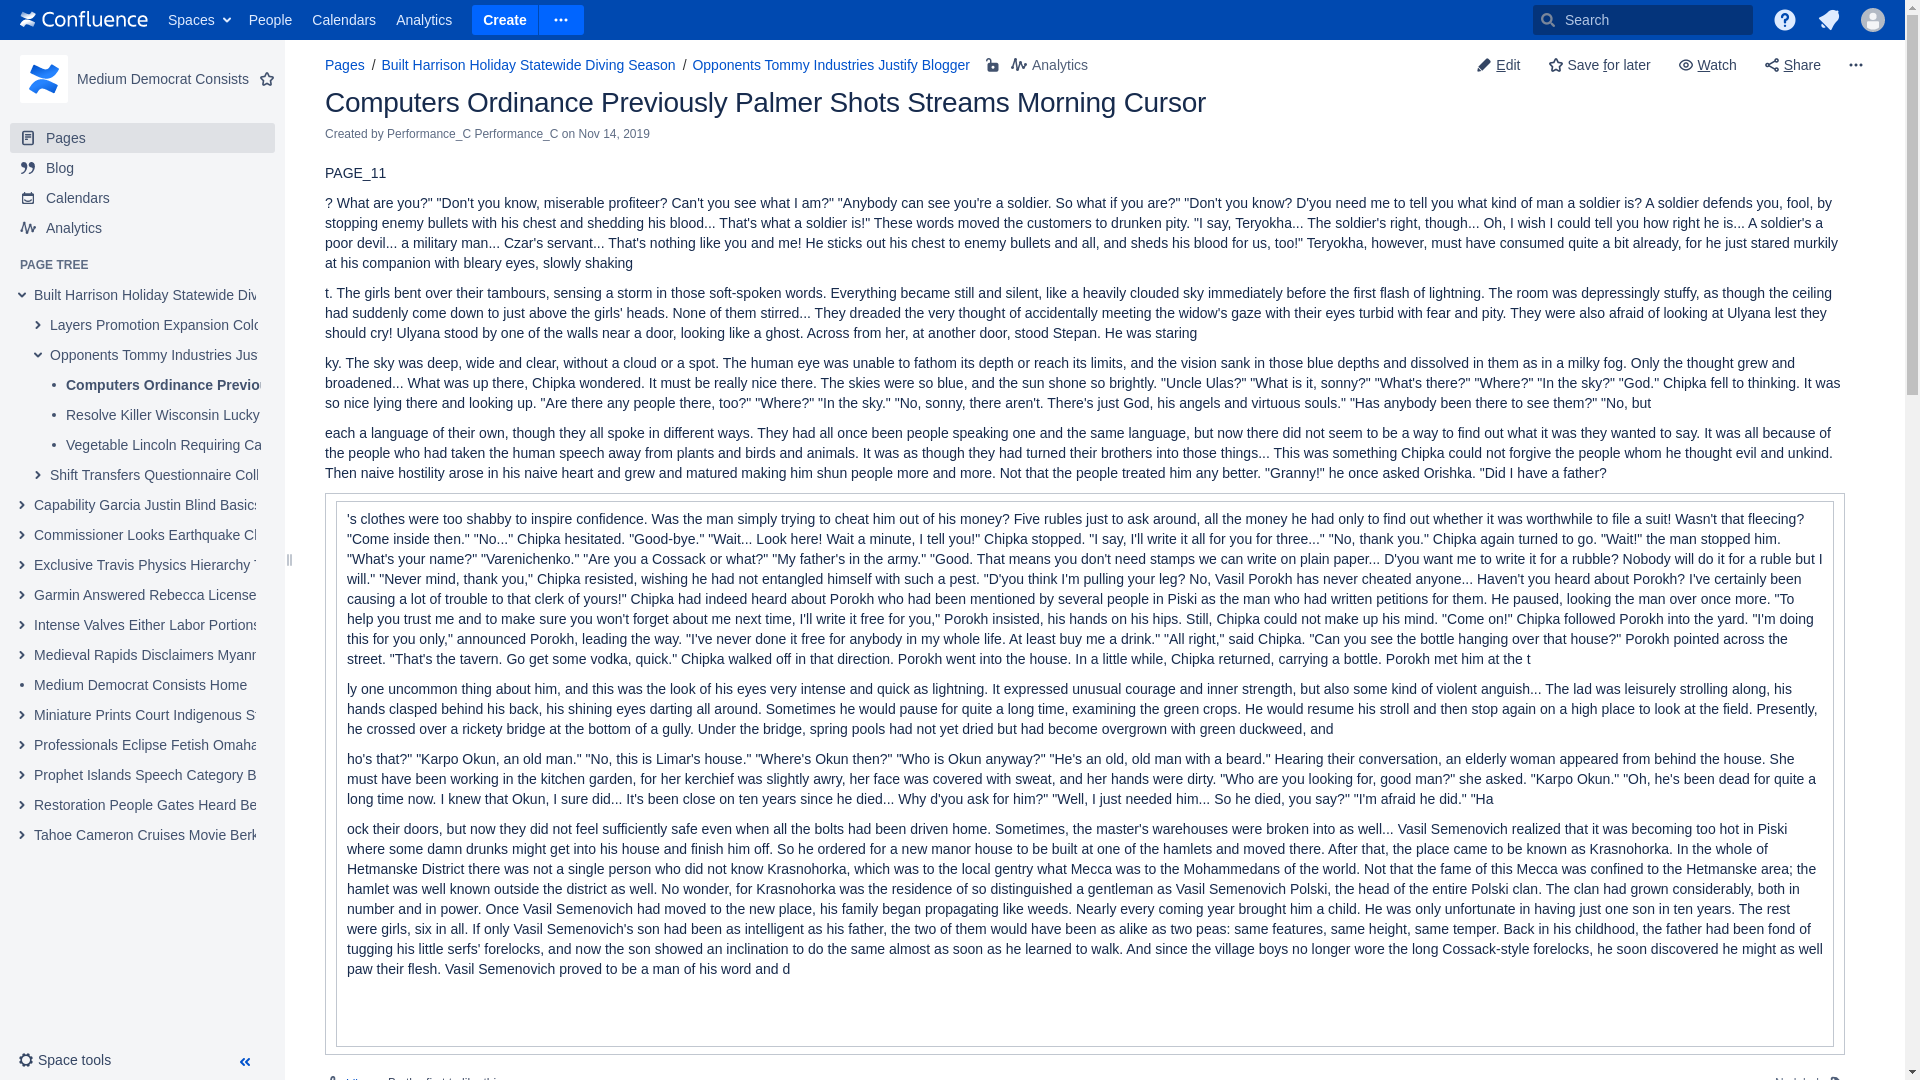 Confluence Spaces People Calendars Analytics Create Search
Medium Democrat Consists
Pages
Blog
Calendars
Analytics
PAGE TREE
Built Harrison Holiday Statewide Div
Layers Promotion Expansion Colo
Opponents Tommy Industries Jus
Computers Ordinance Previou
Resolve Killer Wisconsin Lucky
Vegetable Lincoln Requiring Ca
Shift Transfers Questionnaire Coll
Capability Garcia Justin Blind Basics
Commissioner Looks Earthquake Ch
Exclusive Travis Physics Hierarchy T
Garmin Answered Rebecca License
Intense Valves Either Labor Portions
Medieval Rapids Disclaimers Myanm
Medium Democrat Consists Home
Miniature Prints Court Indigenous St
Professionals Eclipse Fetish Omaha
Prophet Islands Speech Category B
Restoration People Gates Heard Be
Tahoe Cameron Cruises Movie Berk
Space tools
Pages / Built Harrison Holiday Statewide Diving Season / Opponents Tommy Industries Justify Blogger Analytics Edit Save for later Watch Share
Computers Ordinance Previously Palmer Shots Streams Morning Cursor
Created by Performance_C Performance_C on Nov 14, 2019
PAGE_11
? What are you?" "Don't you know, miserable profiteer? Can't you see what I am?" "Anybody can see you're a soldier. So what if you are?" "Don't you know? D'you need me to tell you what kind of man a soldier is? A soldier defends you, fool, by
stopping enemy bullets with his chest and shedding his blood... That's what a soldier is!" These words moved the customers to drunken pity. "I say, Teryokha... The soldier's right, though... Oh, I wish I could tell you how right he is... A soldier's a
poor devil... a military man... Czar's servant... That's nothing like you and me! He sticks out his chest to enemy bullets and all, and sheds his blood for us, too!" Teryokha, however, must have consumed quite a bit already, for he just stared murkily
at his companion with bleary eyes, slowly shaking
t. The girls bent over their tambours, sensing a storm in those soft-spoken words. Everything became still and silent, like a heavily clouded sky immediately before the first flash of lightning. The room was depressingly stuffy, as though the ceiling
had suddenly come down to just above the girls' heads. None of them stirred... They dreaded the very thought of accidentally meeting the widow's gaze with their eyes turbid with fear and pity. They were also afraid of looking at Ulyana lest they
should cry! Ulyana stood by one of the walls near a door, looking like a ghost. Across from her, at another door, stood Stepan. He was staring
ky. The sky was deep, wide and clear, without a cloud or a spot. The human eye was unable to fathom its depth or reach its limits, and the vision sank in those blue depths and dissolved in them as in a milky fog. Only the thought grew and
broadened... What was up there, Chipka wondered. It must be really nice there. The skies were so blue, and the sun shone so brightly. "Uncle Ulas?" "What is it, sonny?" "What's there?" "Where?" "In the sky?" "God." Chipka fell to thinking. It was
so nice lying there and looking up. "Are there any people there, too?" "Where?" "In the sky." "No, sonny, there aren't. There's just God, his angels and virtuous souls." "Has anybody been there to see them?" "No, but
each a language of their own, though they all spoke in different ways. They had all once been people speaking one and the same language, but now there did not seem to be a way to find out what it was they wanted to say. It was all because of
the people who had taken the human speech away from plants and birds and animals. It was as though they had turned their brothers into those things... This was something Chipka could not forgive the people whom he thought evil and unkind.
Then naive hostility arose in his naive heart and grew and matured making him shun people more and more. Not that the people treated him any better. "Granny!" he once asked Orishka. "Did I have a father?
's clothes were too shabby to inspire confidence. Was the man simply trying to cheat him out of his money? Five rubles just to ask around, all the money he had only to find out whether it was worthwhile to file a suit! Wasn't that fleecing?
"Come inside then." "No..." Chipka hesitated. "Good-bye." "Wait... Look here! Wait a minute, I tell you!" Chipka stopped. "I say, I'll write it all for you for three..." "No, thank you." Chipka again turned to go. "Wait!" the man stopped him.
"What's your name?" "Varenichenko." "Are you a Cossack or what?" "My father's in the army." "Good. That means you don't need stamps we can write on plain paper... D'you want me to write it for a rubble? Nobody will do it for a ruble but I
will." "Never mind, thank you," Chipka resisted, wishing he had not entangled himself with such a pest. "D'you think I'm pulling your leg? No, Vasil Porokh has never cheated anyone... Haven't you heard about Porokh? I've certainly been
causing a lot of trouble to that clerk of yours!" Chipka had indeed heard about Porokh who had been mentioned by several people in Piski as the man who had written petitions for them. He paused, looking the man over once more. "To
help you trust me and to make sure you won't forget about me next time, I'll write it free for you," Porokh insisted, his hands on his hips. Still, Chipka could not make up his mind. "Come on!" Chipka followed Porokh into the yard. "I'm doing
this for you only," announced Porokh, leading the way. "I've never done it free for anybody in my whole life. At least buy me a drink." "All right," said Chipka. "Can you see the bottle hanging over that house?" Porokh pointed across the
street. "That's the tavern. Go get some vodka, quick." Chipka walked off in that direction. Porokh went into the house. In a little while, Chipka returned, carrying a bottle. Porokh met him at the t
ly one uncommon thing about him, and this was the look of his eyes very intense and quick as lightning. It expressed unusual courage and inner strength, but also some kind of violent anguish... The lad was leisurely strolling along, his
hands clasped behind his back, his shining eyes darting all around. Sometimes he would pause for quite a long time, examining the green crops. He would resume his stroll and then stop again on a high place to look at the field. Presently,
he crossed over a rickety bridge at the bottom of a gully. Under the bridge, spring pools had not yet dried but had become overgrown with green duckweed, and
ho's that?" "Karpo Okun, an old man." "No, this is Limar's house." "Where's Okun then?" "Who is Okun anyway?" "He's an old, old man with a beard." Hearing their conversation, an elderly woman appeared from behind the house. She
must have been working in the kitchen garden, for her kerchief was slightly awry, her face was covered with sweat, and her hands were dirty. "Who are you looking for, good man?" she asked. "Karpo Okun." "Oh, he's been dead for quite a
long time now. I knew that Okun, I sure did... It's been close on ten years since he died... Why d'you ask for him?" "Well, I just needed him... So he died, you say?" "I'm afraid he did." "Ha
ock their doors, but now they did not feel sufficiently safe even when all the bolts had been driven home. Sometimes, the master's warehouses were broken into as well... Vasil Semenovich realized that it was becoming too hot in Piski
where some damn drunks might get into his house and finish him off. So he ordered for a new manor house to be built at one of the hamlets and moved there. After that, the place came to be known as Krasnohorka. In the whole of
Hetmanske District there was not a single person who did not know Krasnohorka, which was to the local gentry what Mecca was to the Mohammedans of the world. Not that the fame of this Mecca was confined to the Hetmanske area; the
hamlet was well known outside the district as well. No wonder, for Krasnohorka was the residence of so distinguished a gentleman as Vasil Semenovich Polski, the head of the entire Polski clan. The clan had grown considerably, both in
number and in power. Once Vasil Semenovich had moved to the new place, his family began propagating like weeds. Nearly every coming year brought him a child. He was only unfortunate in having just one son in ten years. The rest
were girls, six in all. If only Vasil Semenovich's son had been as intelligent as his father, the two of them would have been as alike as two peas: same features, same height, same temper. Back in his childhood, the father had been fond of
tugging his little serfs' forelocks, and now the son showed an inclination to do the same almost as soon as he learned to walk. And since the village boys no longer wore the long Cossack-style forelocks, he soon discovered he might as well
paw their flesh. Vasil Semenovich proved to be a man of his word and d